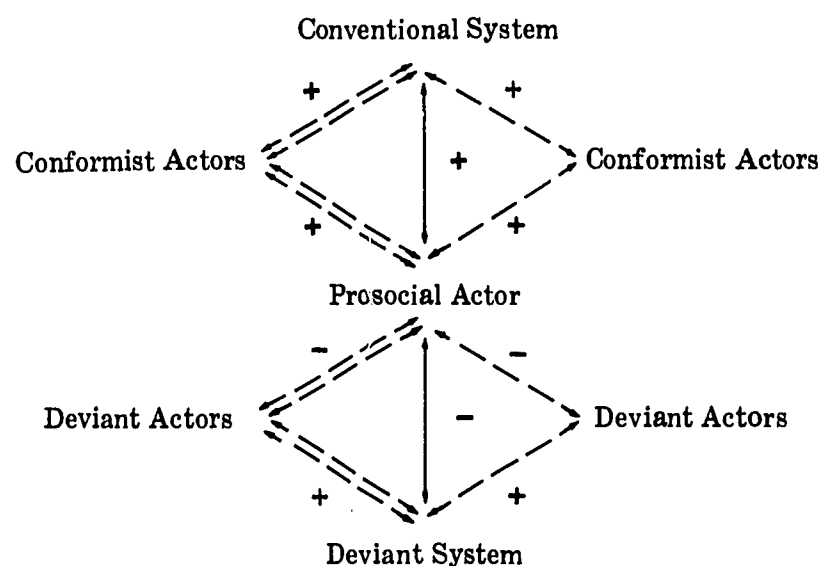 Conventional System
+ +
Conformist Actors + Conformist Actors
+ +
Prosocial Actor
- -
Deviant Actors - Deviant Actors
+ +
Deviant System